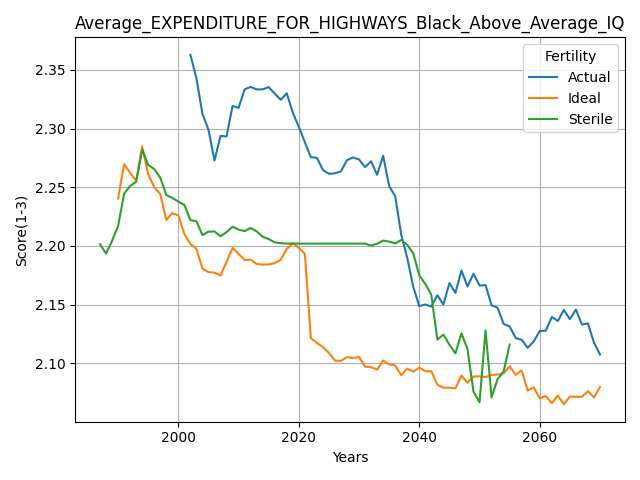 Average_EXPENDITURE_FOR_HIGHWAYS_Black_Above_Average_IQ
Fertility
Actual
Ideal
Sterile
2.35
2.30
2.25
2.20
2.15
2.10
Score(1-3)
2000
2020
2040
2060
Years